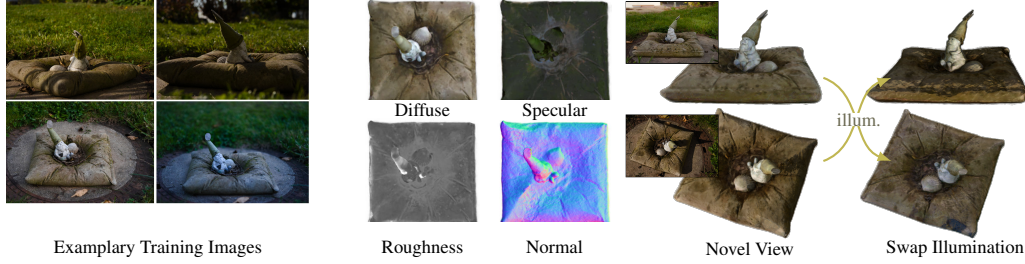 Diffuse
Specular
illum.
Examplary Training Images
Roughness
Normal
Novel View
Swap Illumination